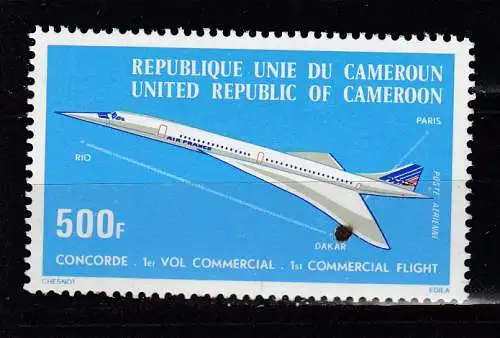 REPUBLIQUE UNIE DU CAMEROUN
UNITED REPUBLIC OF CAMEROON
PARIS
AIR FRANCE
RIO
POSTE AERIENNE
500F
DAKAR
CONCORDE . 1er VOL COMMERCIAL . 1st COMMERCIAL FLIGHT
CHESNOT
EDILA